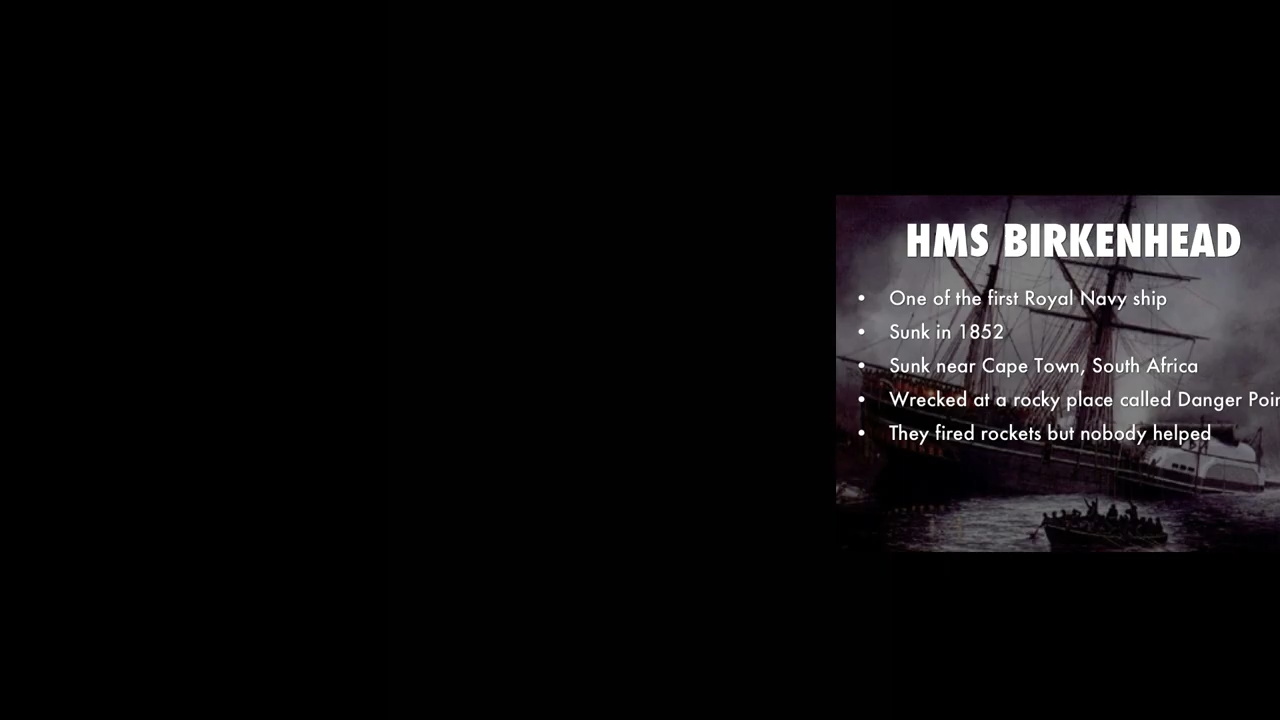 HMS BIRKENHEAD
• One of the first Royal Navy ship
• Sunk in 1852
• Sunk near Cape Town, South Africa
• Wrecked at a rocky place called Danger Poin
• They fired rockets but nobody helped